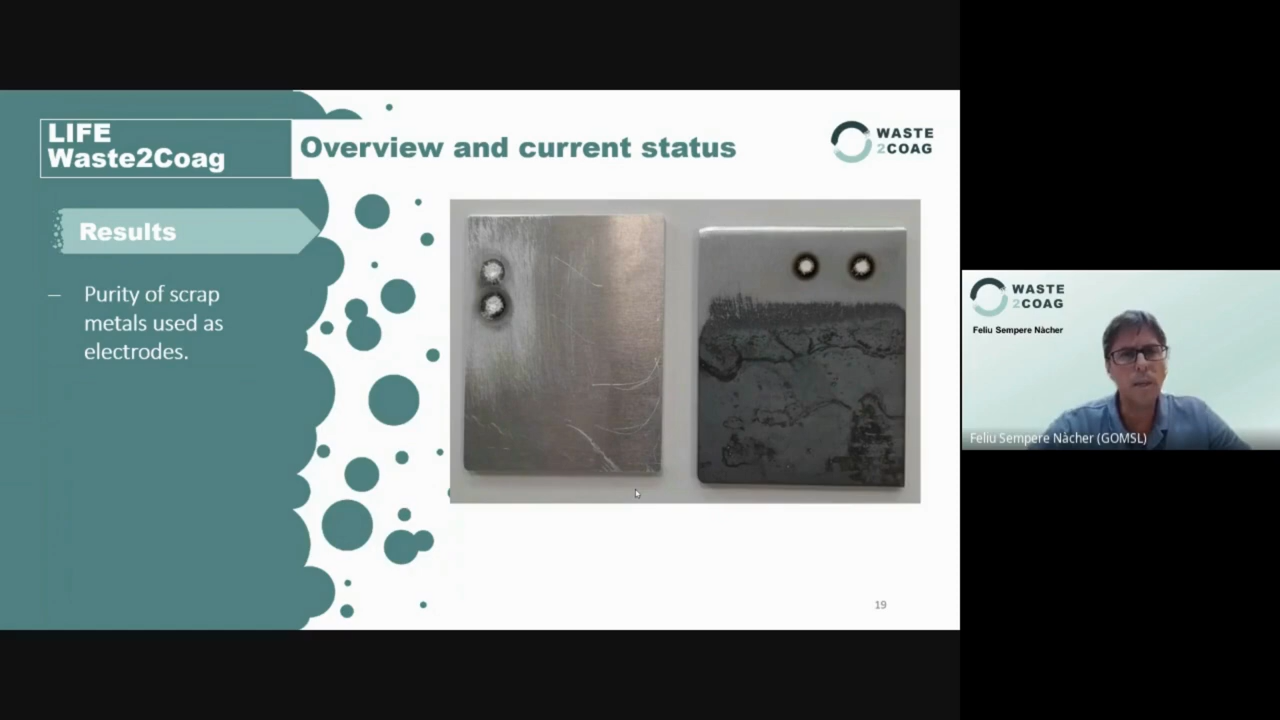 LIFE
Waste2Coag
Overview and current status
WASTE
2COAG
Results
– Purity of scrap
metals used as
electrodes.
19
WASTE
2COAG
Feliu Sempere Nàcher
Feliu Sempere Nàcher (GOMSL)